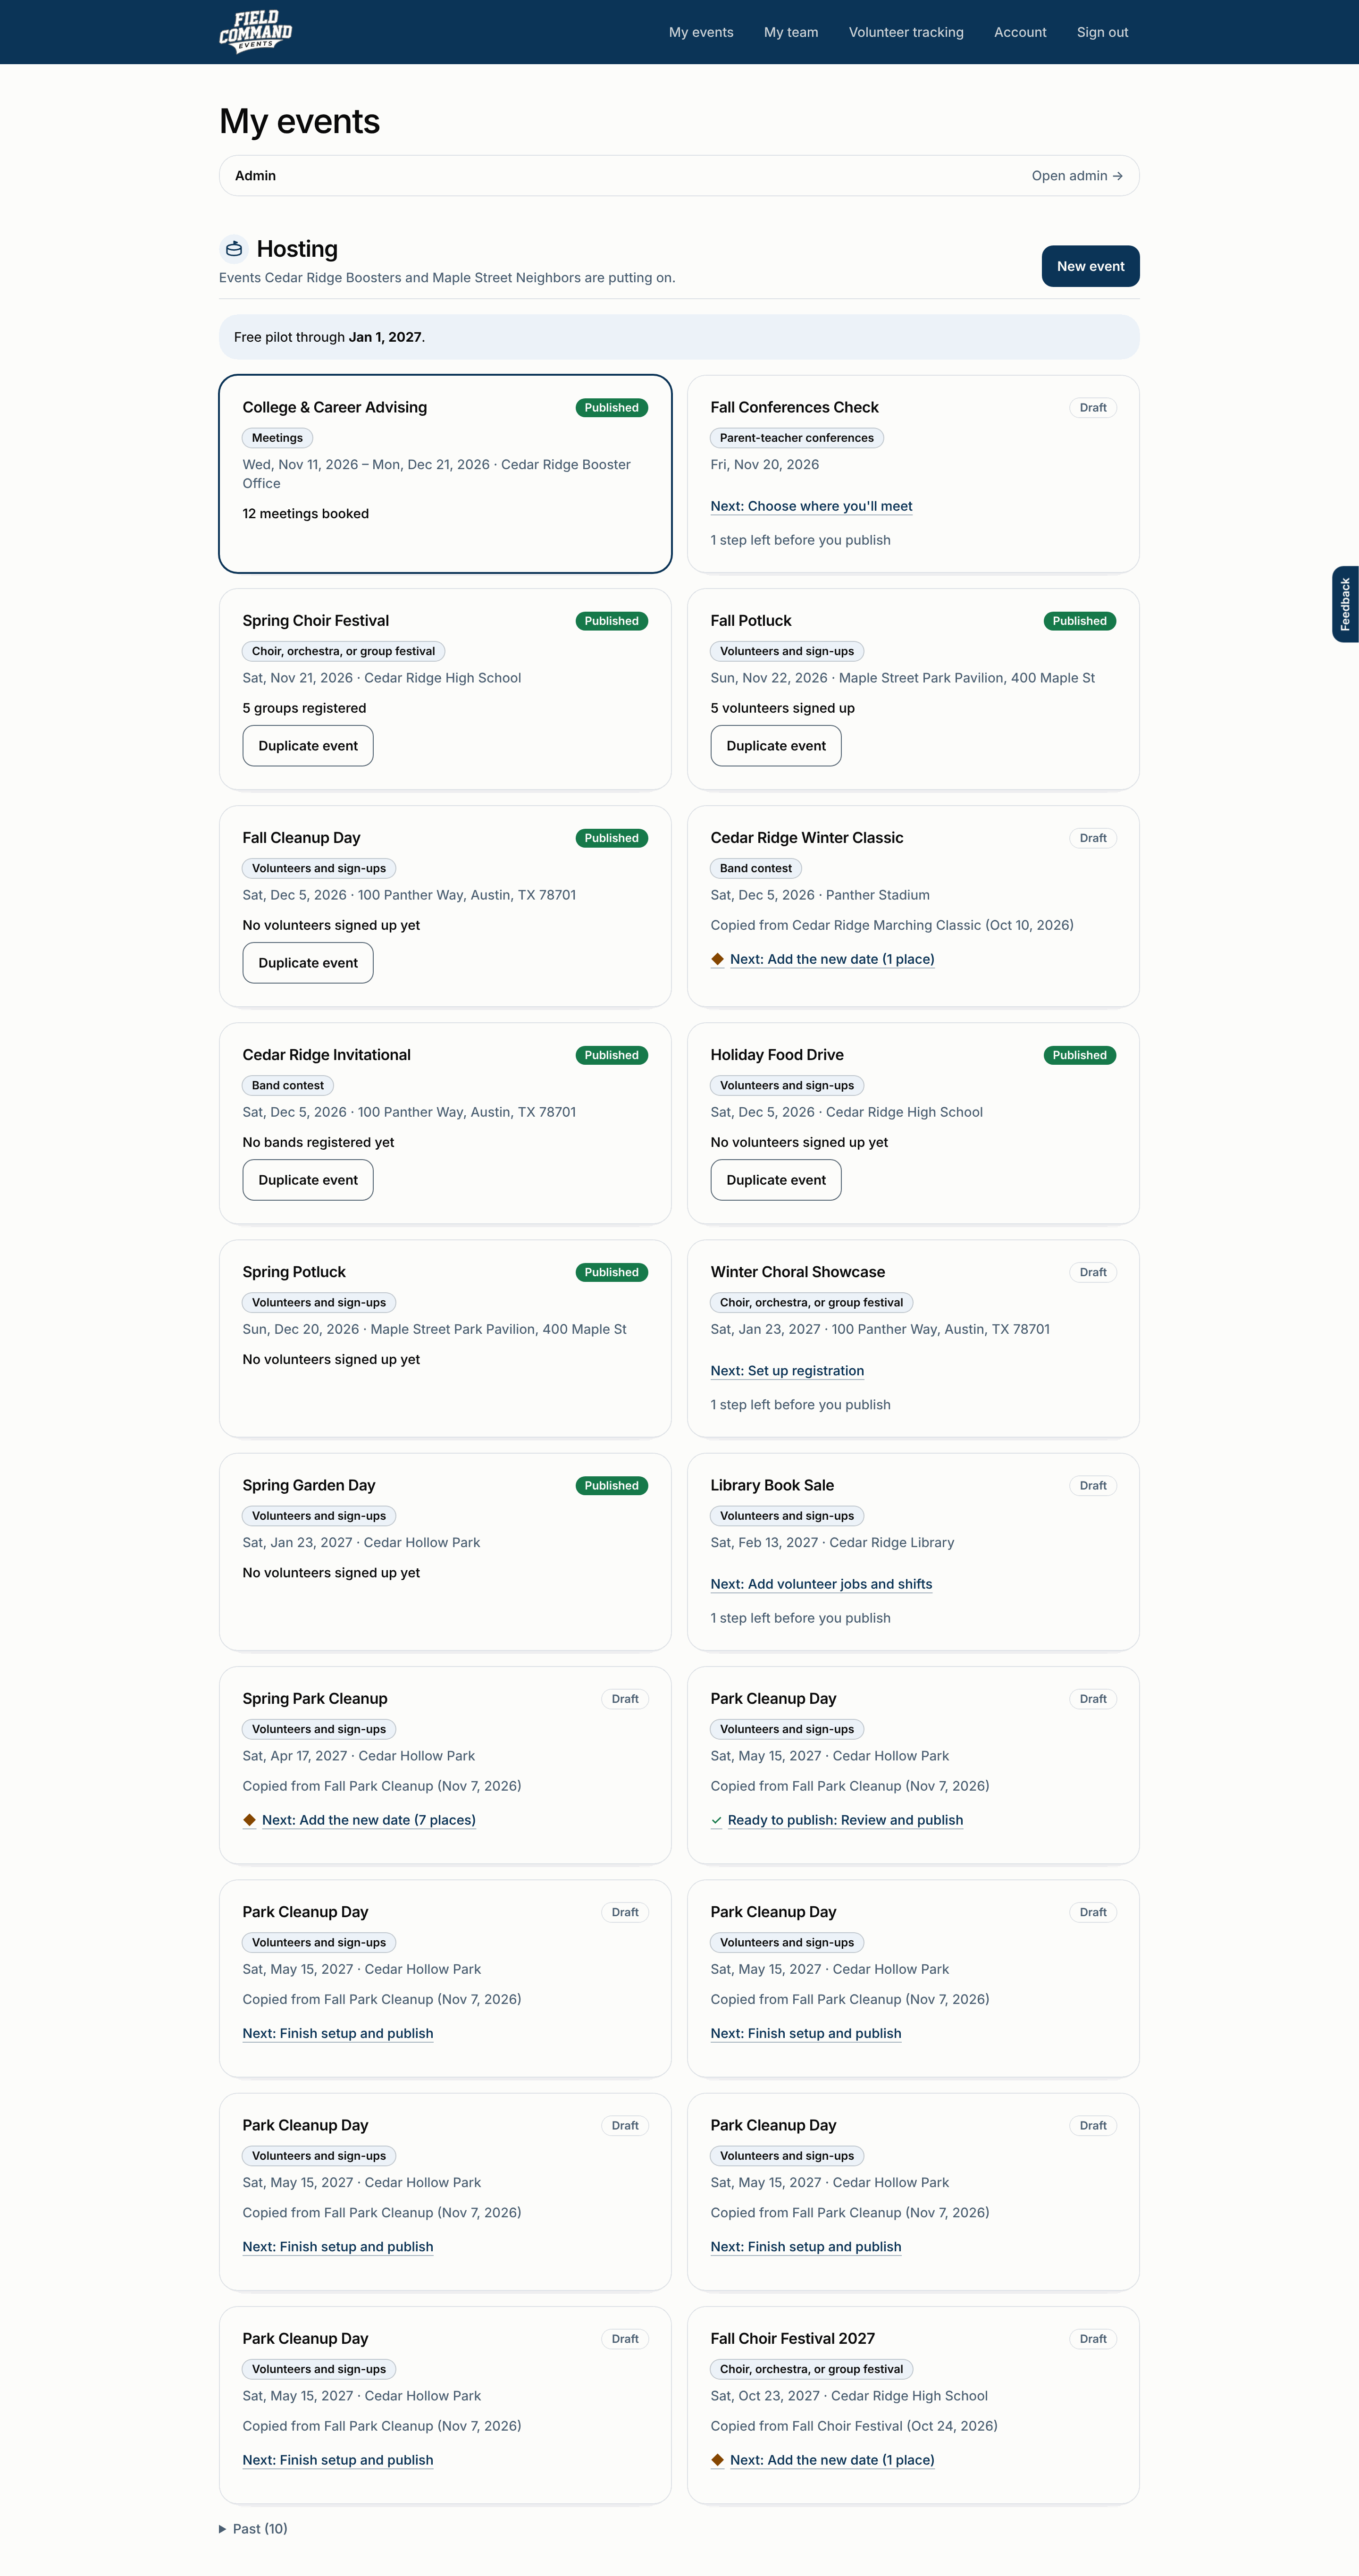 FIELD
COMMAND
EVENTS
My events
My team
Volunteer tracking
Account
Sign out
My events
Admin
Open admin →
Hosting
Events Cedar Ridge Boosters and Maple Street Neighbors are putting on.
New event
Free pilot through Jan 1, 2027.
College & Career Advising
Published
Meetings
Wed, Nov 11, 2026 – Mon, Dec 21, 2026 · Cedar Ridge Booster
Office
12 meetings booked
Fall Conferences Check
Draft
Parent-teacher conferences
Fri, Nov 20, 2026
Next: Choose where you'll meet
1 step left before you publish
Spring Choir Festival
Published
Choir, orchestra, or group festival
Sat, Nov 21, 2026 · Cedar Ridge High School
5 groups registered
Duplicate event
Fall Potluck
Published
Volunteers and sign-ups
Sun, Nov 22, 2026 · Maple Street Park Pavilion, 400 Maple St
5 volunteers signed up
Duplicate event
Fall Cleanup Day
Published
Volunteers and sign-ups
Sat, Dec 5, 2026 · 100 Panther Way, Austin, TX 78701
No volunteers signed up yet
Duplicate event
Cedar Ridge Winter Classic
Draft
Band contest
Sat, Dec 5, 2026 · Panther Stadium
Copied from Cedar Ridge Marching Classic (Oct 10, 2026)
◆ Next: Add the new date (1 place)
Cedar Ridge Invitational
Published
Band contest
Sat, Dec 5, 2026 · 100 Panther Way, Austin, TX 78701
No bands registered yet
Duplicate event
Holiday Food Drive
Published
Volunteers and sign-ups
Sat, Dec 5, 2026 · Cedar Ridge High School
No volunteers signed up yet
Duplicate event
Spring Potluck
Published
Volunteers and sign-ups
Sun, Dec 20, 2026 · Maple Street Park Pavilion, 400 Maple St
No volunteers signed up yet
Winter Choral Showcase
Draft
Choir, orchestra, or group festival
Sat, Jan 23, 2027 · 100 Panther Way, Austin, TX 78701
Next: Set up registration
1 step left before you publish
Spring Garden Day
Published
Volunteers and sign-ups
Sat, Jan 23, 2027 · Cedar Hollow Park
No volunteers signed up yet
Library Book Sale
Draft
Volunteers and sign-ups
Sat, Feb 13, 2027 · Cedar Ridge Library
Next: Add volunteer jobs and shifts
1 step left before you publish
Spring Park Cleanup
Draft
Volunteers and sign-ups
Sat, Apr 17, 2027 · Cedar Hollow Park
Copied from Fall Park Cleanup (Nov 7, 2026)
◆ Next: Add the new date (7 places)
Park Cleanup Day
Draft
Volunteers and sign-ups
Sat, May 15, 2027 · Cedar Hollow Park
Copied from Fall Park Cleanup (Nov 7, 2026)
✓ Ready to publish: Review and publish
Park Cleanup Day
Draft
Volunteers and sign-ups
Sat, May 15, 2027 · Cedar Hollow Park
Copied from Fall Park Cleanup (Nov 7, 2026)
Next: Finish setup and publish
Park Cleanup Day
Draft
Volunteers and sign-ups
Sat, May 15, 2027 · Cedar Hollow Park
Copied from Fall Park Cleanup (Nov 7, 2026)
Next: Finish setup and publish
Park Cleanup Day
Draft
Volunteers and sign-ups
Sat, May 15, 2027 · Cedar Hollow Park
Copied from Fall Park Cleanup (Nov 7, 2026)
Next: Finish setup and publish
Park Cleanup Day
Draft
Volunteers and sign-ups
Sat, May 15, 2027 · Cedar Hollow Park
Copied from Fall Park Cleanup (Nov 7, 2026)
Next: Finish setup and publish
Park Cleanup Day
Draft
Volunteers and sign-ups
Sat, May 15, 2027 · Cedar Hollow Park
Copied from Fall Park Cleanup (Nov 7, 2026)
Next: Finish setup and publish
Fall Choir Festival 2027
Draft
Choir, orchestra, or group festival
Sat, Oct 23, 2027 · Cedar Ridge High School
Copied from Fall Choir Festival (Oct 24, 2026)
◆ Next: Add the new date (1 place)
▶ Past (10)
Feedback